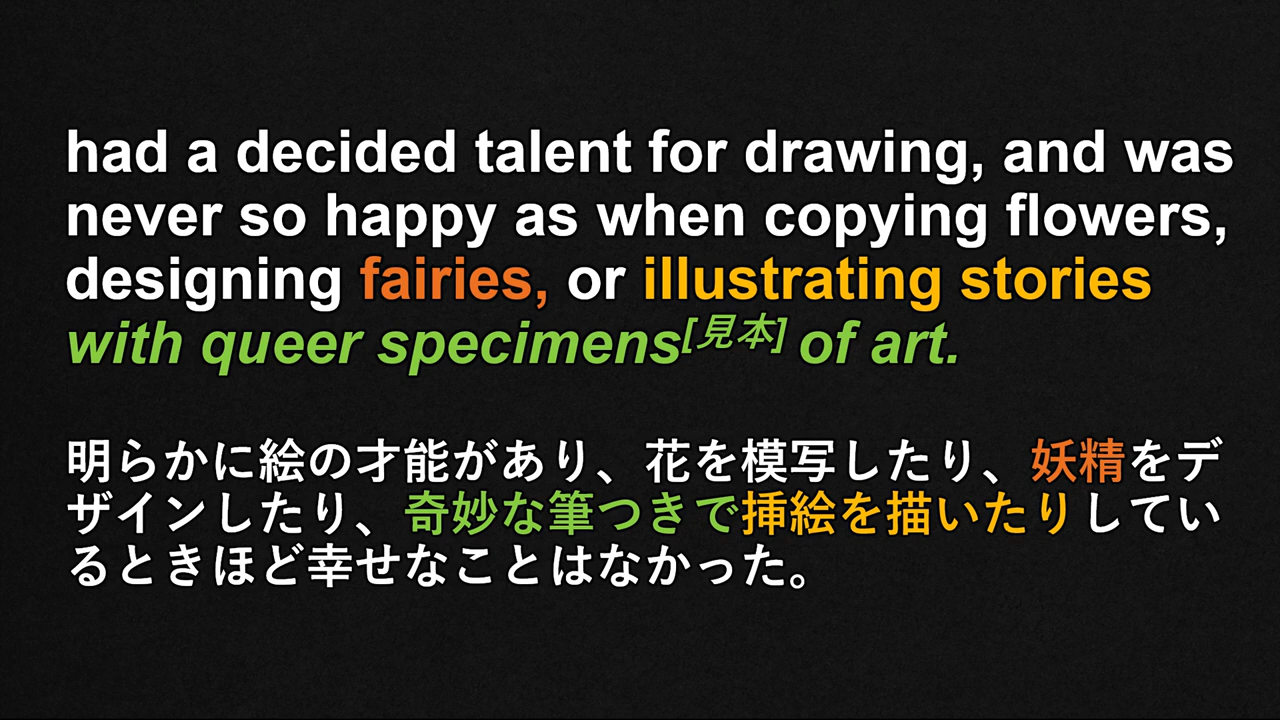 had a decided talent for drawing, and was
never so happy as when copying flowers,
designing fairies, or illustrating stories
with queer specimens[見本] of art.
明らかに絵の才能があり、花を模写したり、妖精をデ
ザインしたり、奇妙な筆つきで挿絵を描いたりしてい
るときほど幸せなことはなかった。